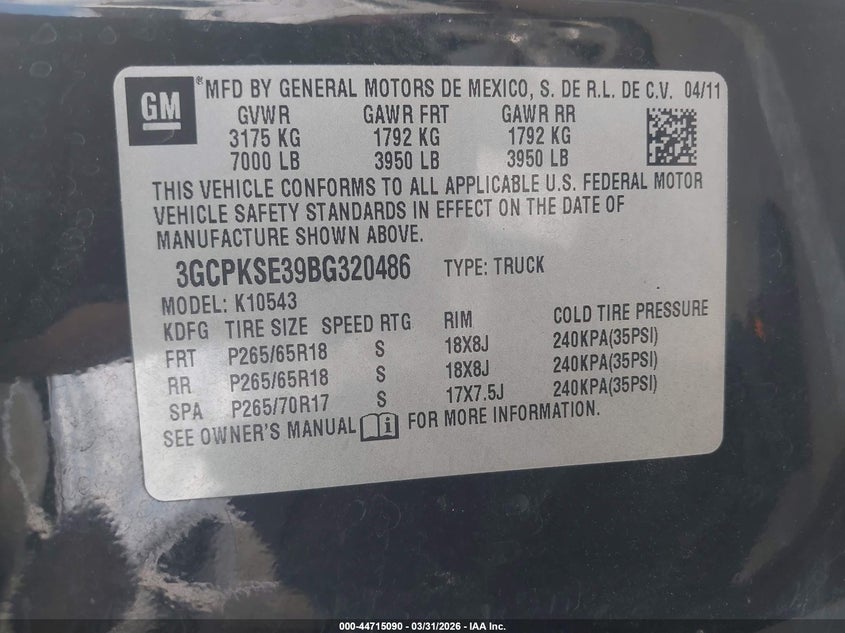 GM
® MFD BY GENERAL MOTORS DE MEXICO, S. DE R.L. DE C.V. 04/11
GVWR GAWR FRT GAWR RR
3175 KG 1792 KG 1792 KG
7000 LB 3950 LB 3950 LB
THIS VEHICLE CONFORMS TO ALL APPLICABLE U.S. FEDERAL MOTOR
VEHICLE SAFETY STANDARDS IN EFFECT ON THE DATE OF
MANUFACTURE SHOWN ABOVE.
3GCPKSE39BG320486 TYPE: TRUCK
MODEL: K10543
KDFG TIRE SIZE SPEED RTG RIM COLD TIRE PRESSURE
FRT P265/65R18 S 18X8J 240KPA(35PSI)
RR P265/65R18 S 18X8J 240KPA(35PSI)
SPA P265/70R17 S 17X7.5J 240KPA(35PSI)
SEE OWNER'S MANUAL FOR MORE INFORMATION.
000-44715090 - 03/31/2026 - IAA Inc.